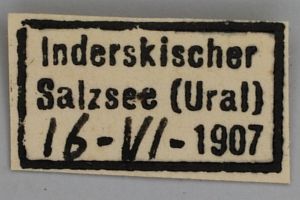 Inderskischer
Salzsee (Ural)
16-VI-1907